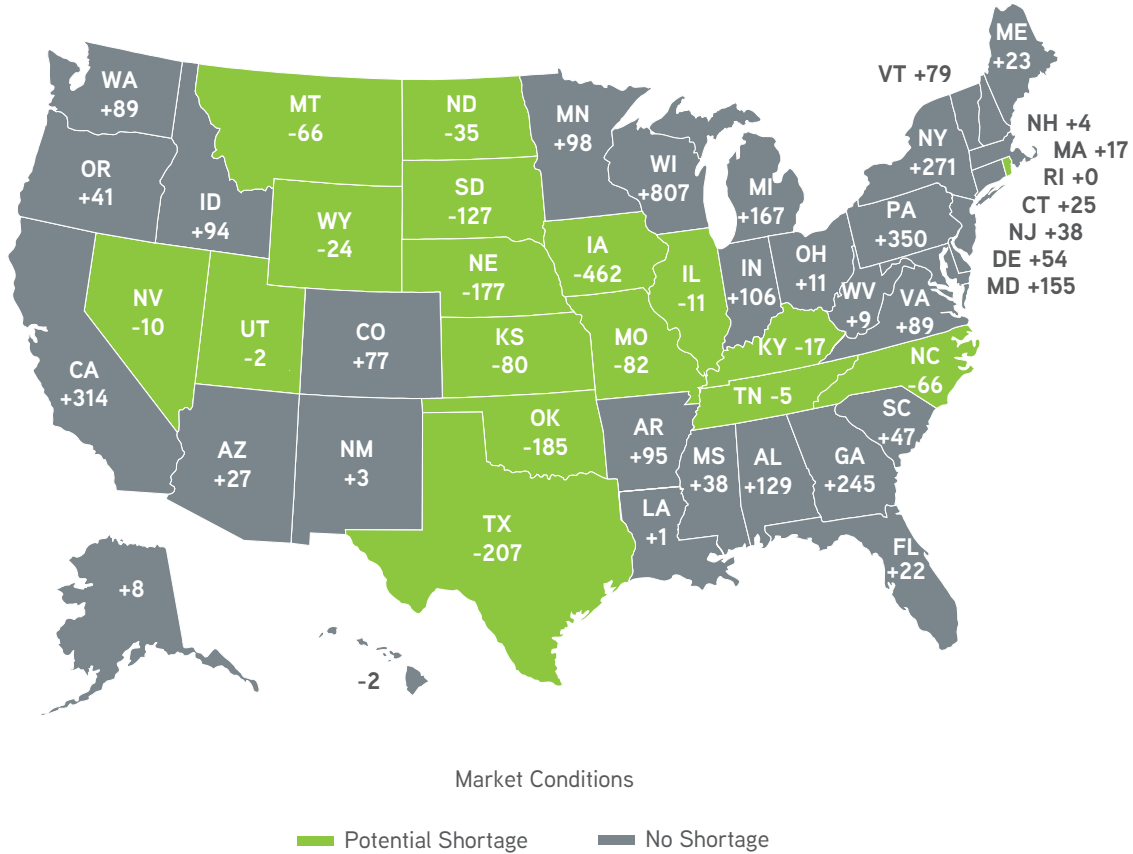 ME
+23
VT +79
WA
+89
MT
-66
ND
-35
MN
+98
NH +4
MA +17
RI +0
CT +25
NJ +38
DE +54
MD +155
NY
+271
OR
+41
ID
+94
WI
+807
MI
+167
SD
-127
WY
-24
PA
+350
IA
-462
NE
-177
IL
-11
IN
+106
OH
+11
WV
+9
VA
+89
NV
-10
UT
-2
CO
+77
KS
-80
MO
-82
KY -17
NC
-66
CA
+314
TN -5
OK
-185
AR
+95
SC
+47
AZ
+27
NM
+3
MS
+38
AL
+129
GA
+245
LA
+1
TX
-207
FL
+22
+8
-2
Market Conditions
Potential Shortage
No Shortage